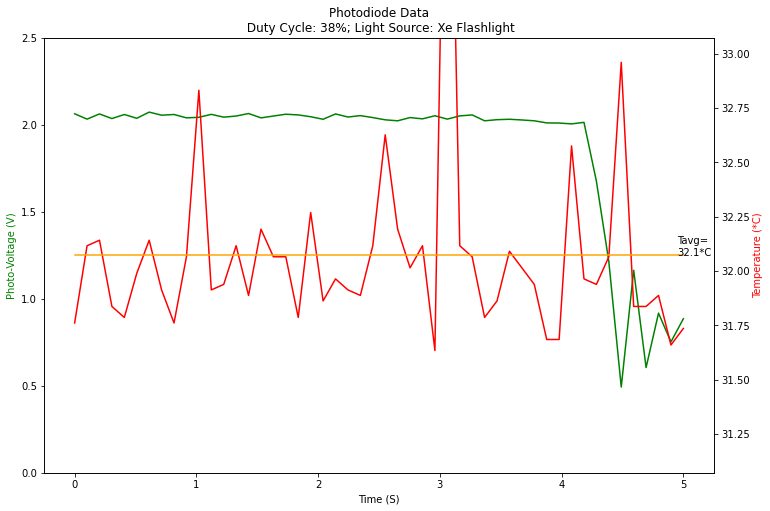 Photodiode Data
Duty Cycle: 38%; Light Source: Xe Flashlight
2.5
2.0
1.5
1.0
0.5
0.0
Photo-Voltage (V)
0
1
2
3
4
5
Time (S)
33.00
32.75
32.50
32.25
32.00
31.75
31.50
31.25
Temperature (*C)
Tavg=
32.1*C